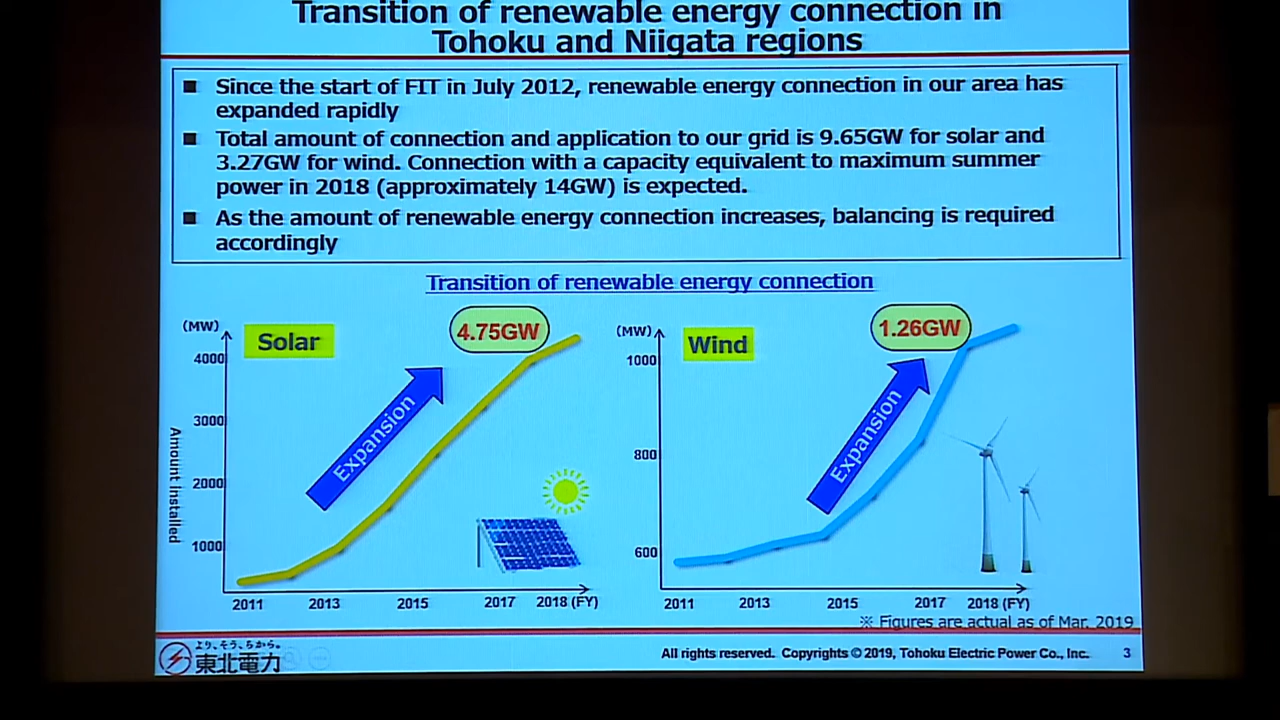 Transition of renewable energy connection in
Tohoku and Niigata regions
■ Since the start of FIT in July 2012, renewable energy connection in our area has
expanded rapidly
■ Total amount of connection and application to our grid is 9.65GW for solar and
3.27GW for wind. Connection with a capacity equivalent to maximum summer
power in 2018 (approximately 14GW) is expected.
■ As the amount of renewable energy connection increases, balancing is required
accordingly
Transition of renewable energy connection
(MW)
Solar
4.75GW
4000
3000
2000
1000
Amount Installed
Expansion
2011 2013 2015 2017 2018 (FY)
(MW)
Wind
1.26GW
1000
800
600
Expansion
2011 2013 2015 2017 2018 (FY)
※ Figures are actual as of Mar. 2019
より、そう、ちから。
東北電力
All rights reserved. Copyrights © 2019, Tohoku Electric Power Co., Inc. 3